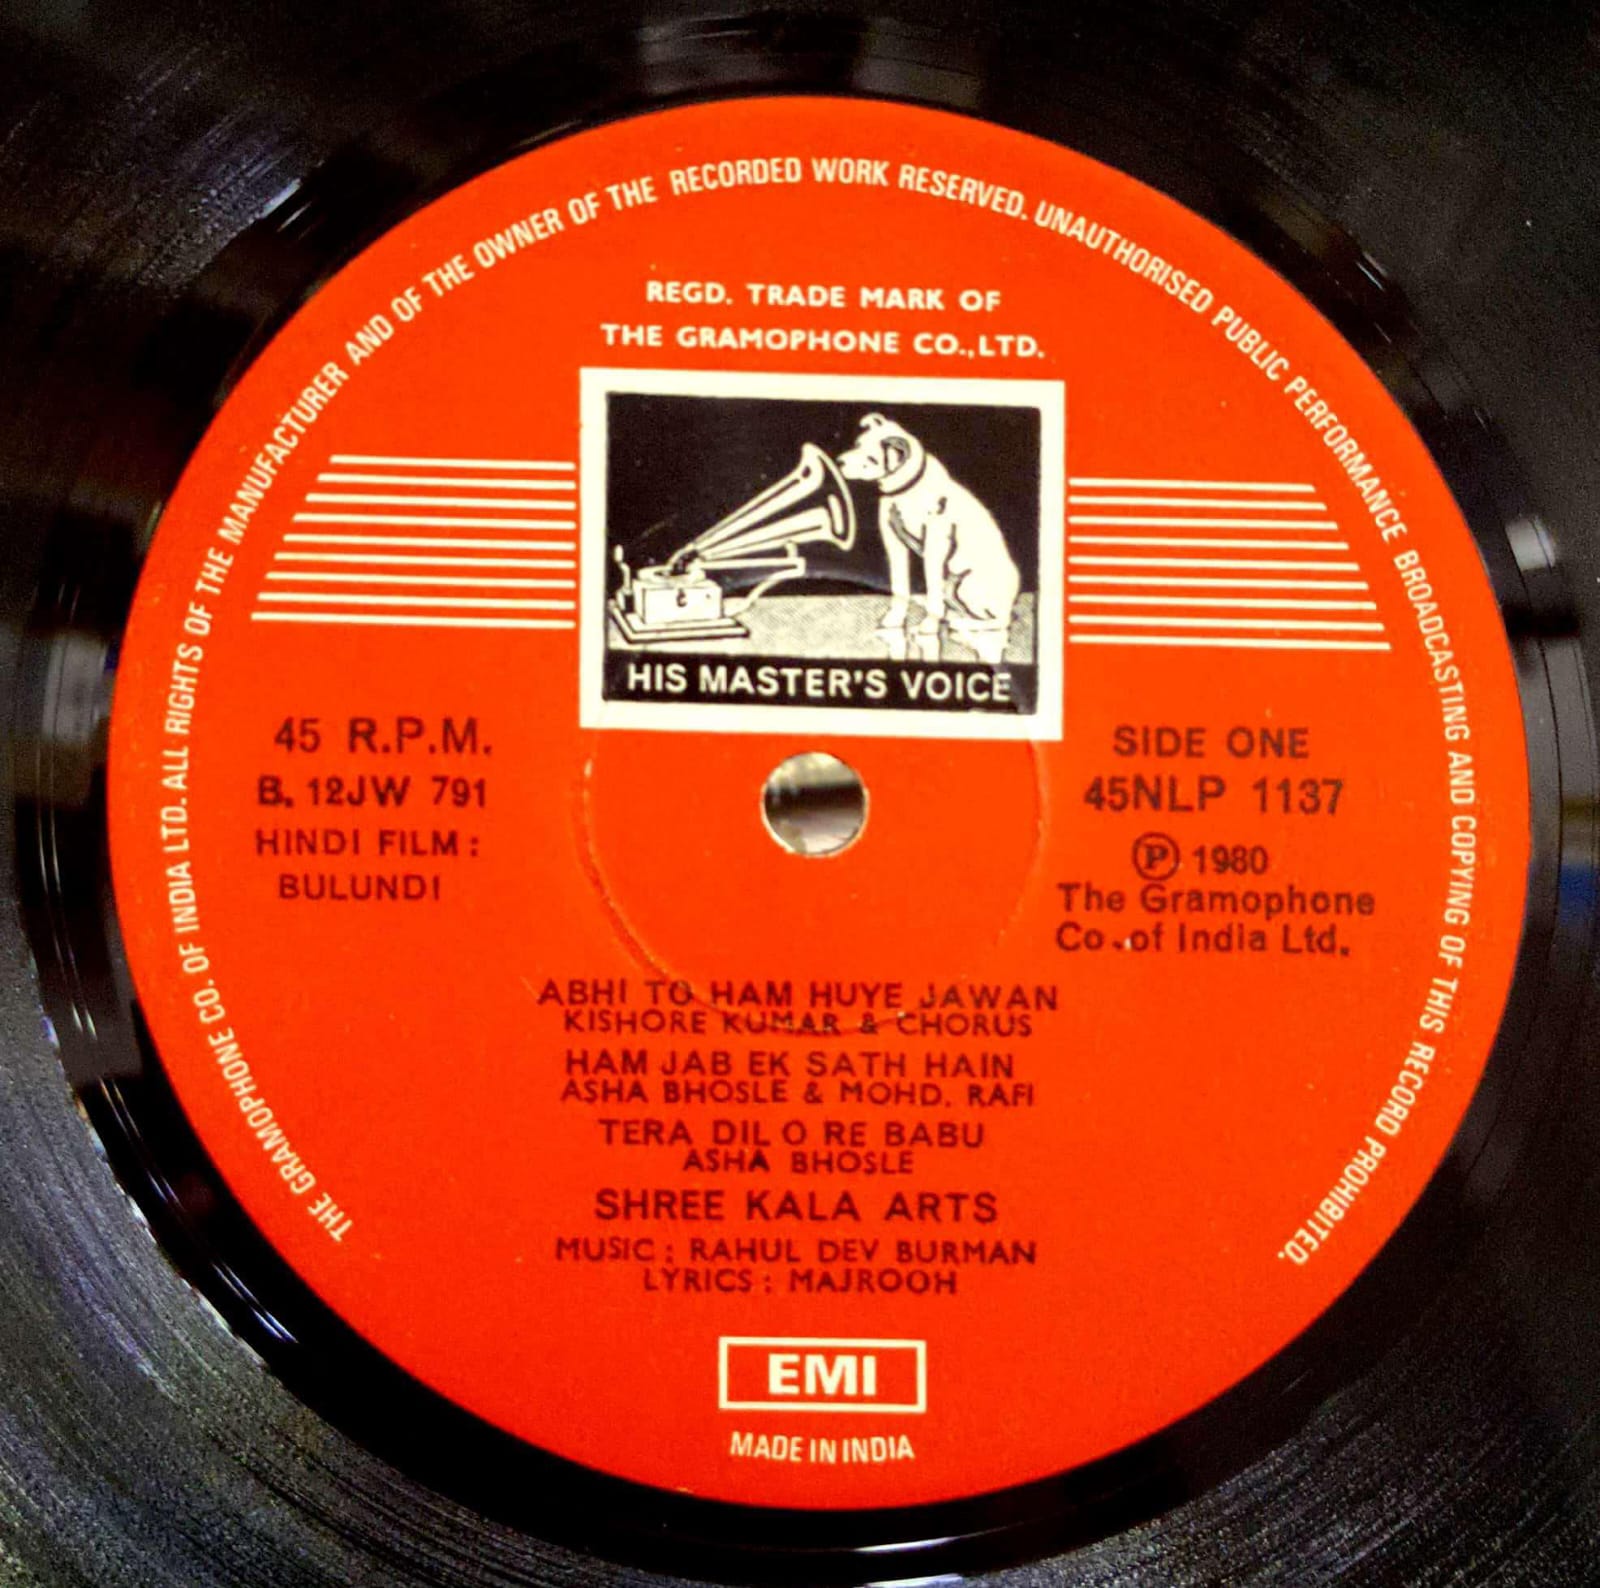 THE GRAMOPHONE CO. OF INDIA LTD. ALL RIGHTS OF THE MANUFACTURER AND OF THE OWNER OF THE RECORDED WORK RESERVED. UNAUTHORISED PUBLIC PERFORMANCE BROADCASTING AND COPYING OF THIS RECORD PROHIBITED.
REGD. TRADE MARK OF
THE GRAMOPHONE CO.,LTD.
HIS MASTER'S VOICE
45 R.P.M.
B. 12JW 791
HINDI FILM :
BULUNDI
SIDE ONE
45NLP 1137
Ⓟ 1980
The Gramophone
Co..of India Ltd.
ABHI TO HAM HUYE JAWAN
KISHORE KUMAR & CHORUS
HAM JAB EK SATH HAIN
ASHA BHOSLE & MOHD. RAFI
TERA DIL O RE BABU
ASHA BHOSLE
SHREE KALA ARTS
MUSIC : RAHUL DEV BURMAN
LYRICS : MAJROOH
EMI
MADE IN INDIA